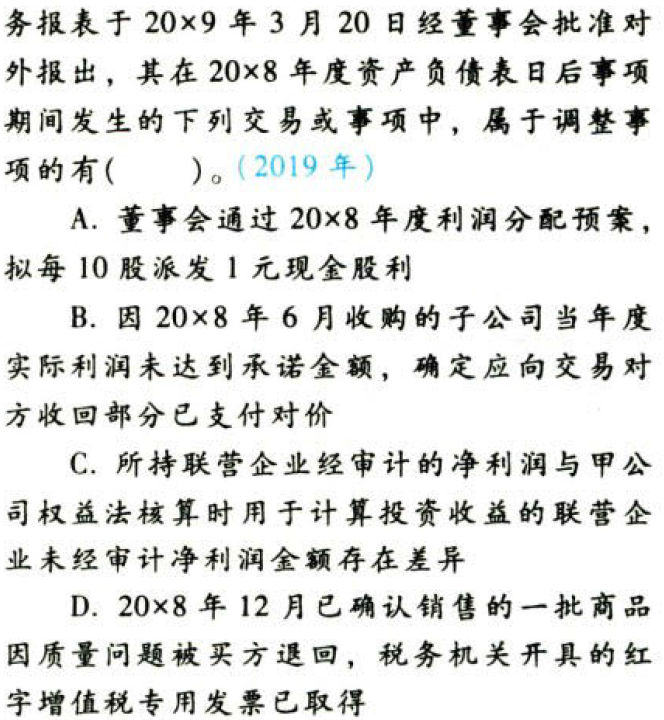 务报表于 20×9 年 3 月 20 日经董事会批准对
外报出，其在 20×8 年度资产负债表日后事项
期间发生的下列交易或事项中，属于调整事
项的有(　　)。(2019 年)
A. 董事会通过 20×8 年度利润分配预案，
拟每 10 股派发 1 元现金股利
B. 因 20×8 年 6 月收购的子公司当年度
实际利润未达到承诺金额，确定应向交易对
方收回部分已支付对价
C. 所持联营企业经审计的净利润与甲公
司权益法核算时用于计算投资收益的联营企
业未经审计净利润金额存在差异
D. 20×8 年 12 月已确认销售的一批商品
因质量问题被买方退回，税务机关开具的红
字增值税专用发票已取得